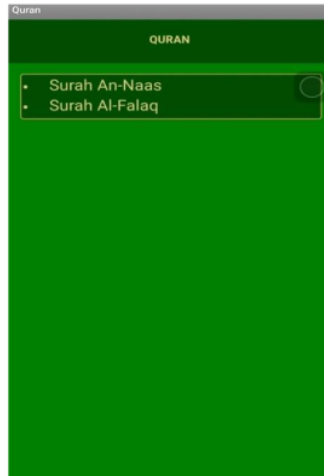 Quran
QURAN
• Surah An-Naas
• Surah Al-Falaq